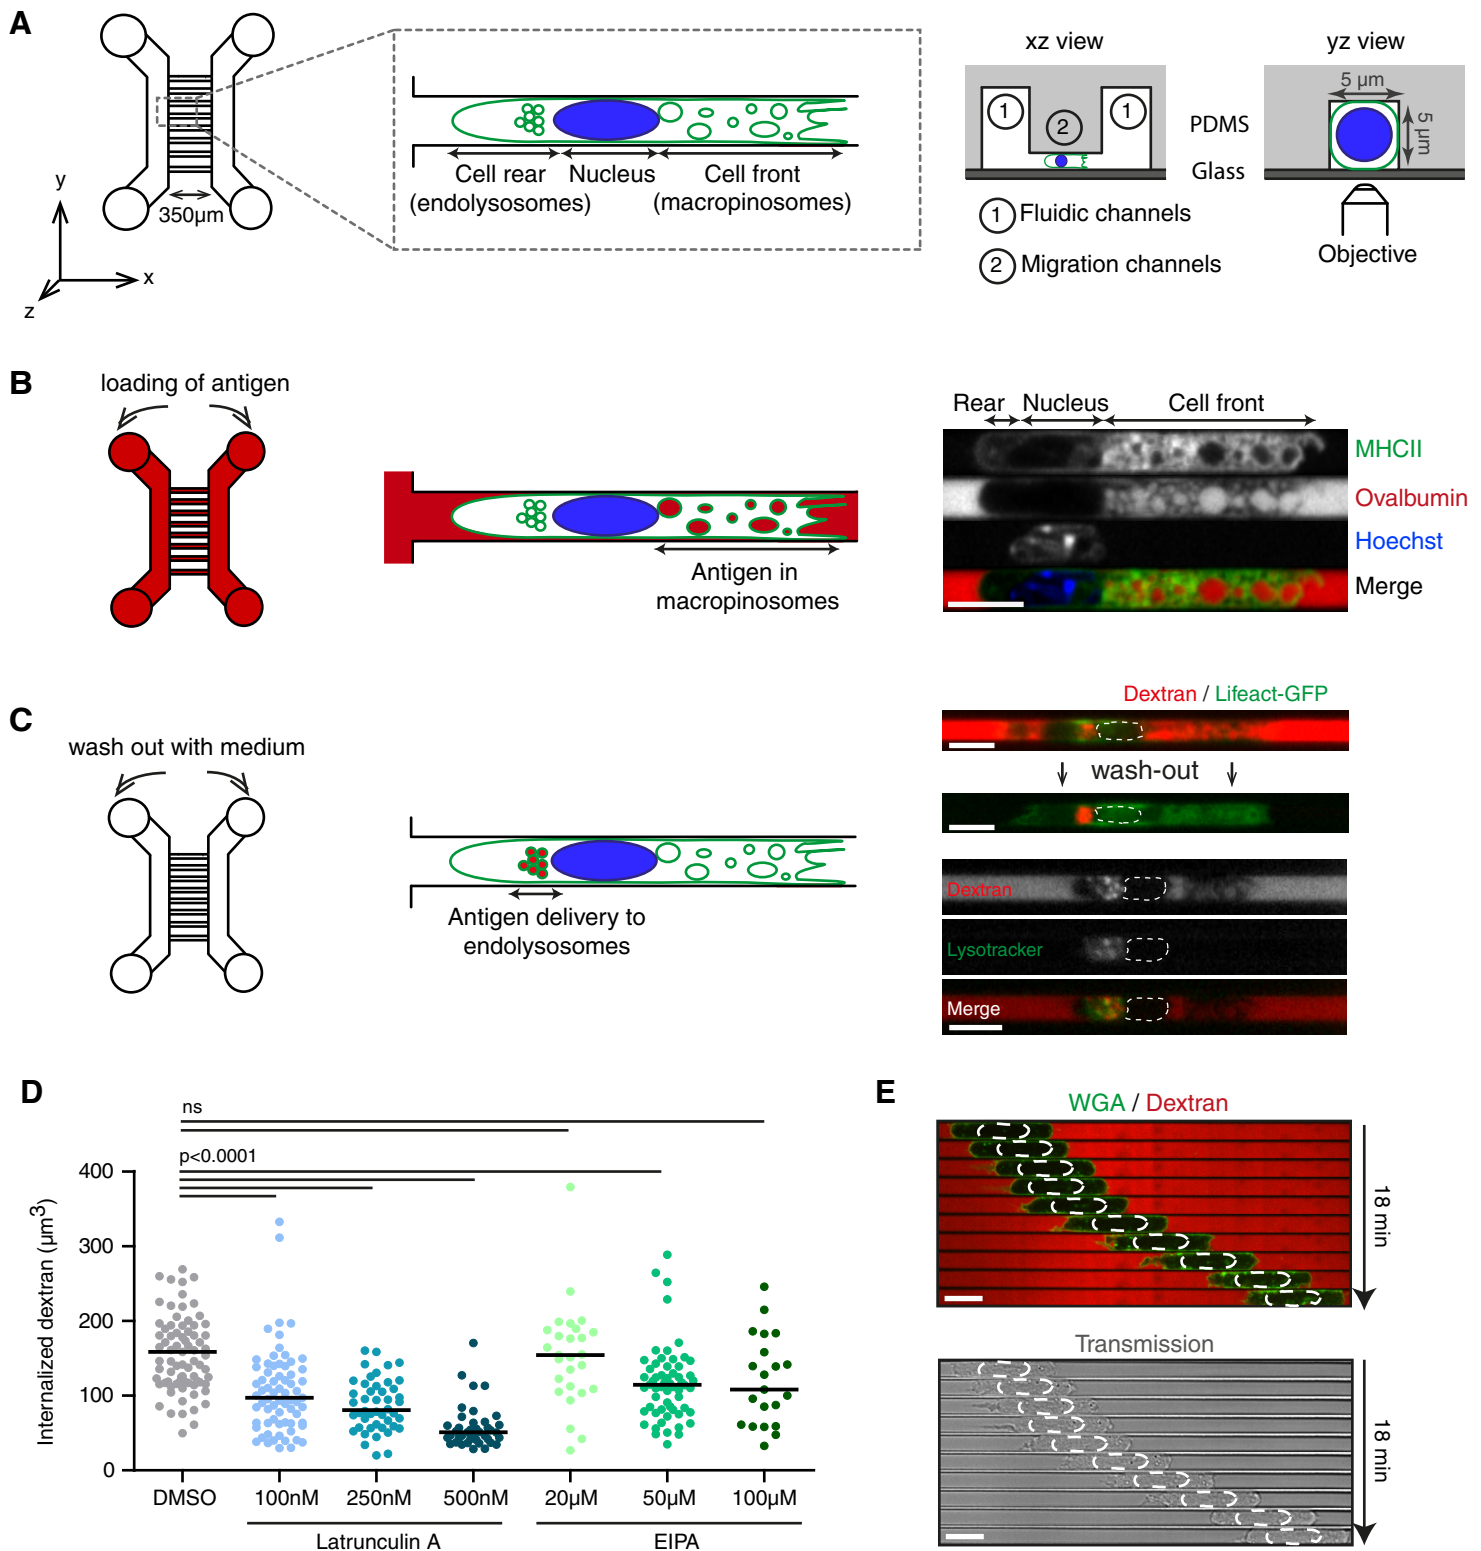 A
y
x
z
350µm
Cell rear
(endolysosomes)
Nucleus
Cell front
(macropinosomes)
xz view
1
2
1
PDMS
Glass
yz view
5 µm
5 µm
1 Fluidic channels
2 Migration channels
Objective
B
loading of antigen
Antigen in
macropinosomes
Rear
Nucleus
Cell front
MHCII
Ovalbumin
Hoechst
Merge
C
wash out with medium
Antigen delivery to
endolysosomes
Dextran / Lifeact-GFP
wash-out
Dextran
Lysotracker
Merge
D
ns
p<0.0001
Internalized dextran (µm3)
400
300
200
100
0
DMSO
100nM
250nM
500nM
20µM
50µM
100µM
Latrunculin A
EIPA
E
WGA / Dextran
18 min
Transmission
18 min